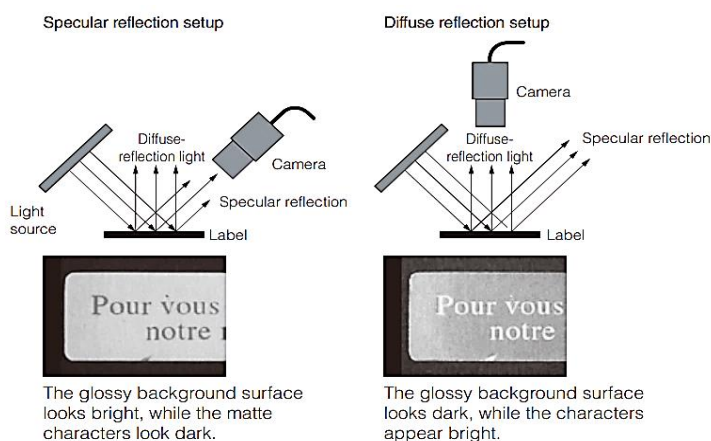 Specular reflection setup
Diffuse-
reflection light
Camera
Specular reflection
Light
source
Label
Pour vous
notre
The glossy background surface
looks bright, while the matte
characters look dark.
Diffuse reflection setup
Camera
Diffuse-
reflection light
Specular reflection
Label
Pour vous
notre
The glossy background surface
looks dark, while the characters
appear bright.